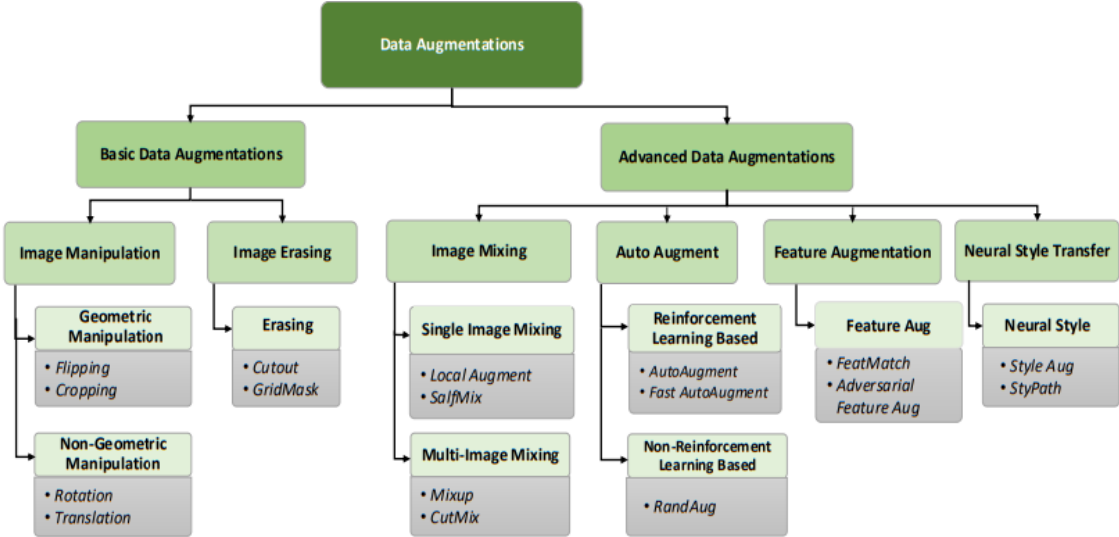 Data Augmentations
Basic Data Augmentations
Advanced Data Augmentations
Image Manipulation
Image Erasing
Image Mixing
Auto Augment
Feature Augmentation
Neural Style Transfer
Geometric
Manipulation
• Flipping
• Cropping
Non-Geometric
Manipulation
• Rotation
• Translation
Erasing
• Cutout
• GridMask
Single Image Mixing
• Local Augment
• SalfMix
Multi-Image Mixing
• Mixup
• CutMix
Reinforcement
Learning Based
• AutoAugment
• Fast AutoAugment
Non-Reinforcement
Learning Based
• RandAug
Feature Aug
• FeatMatch
• Adversarial
Feature Aug
Neural Style
• Style Aug
• StyPath